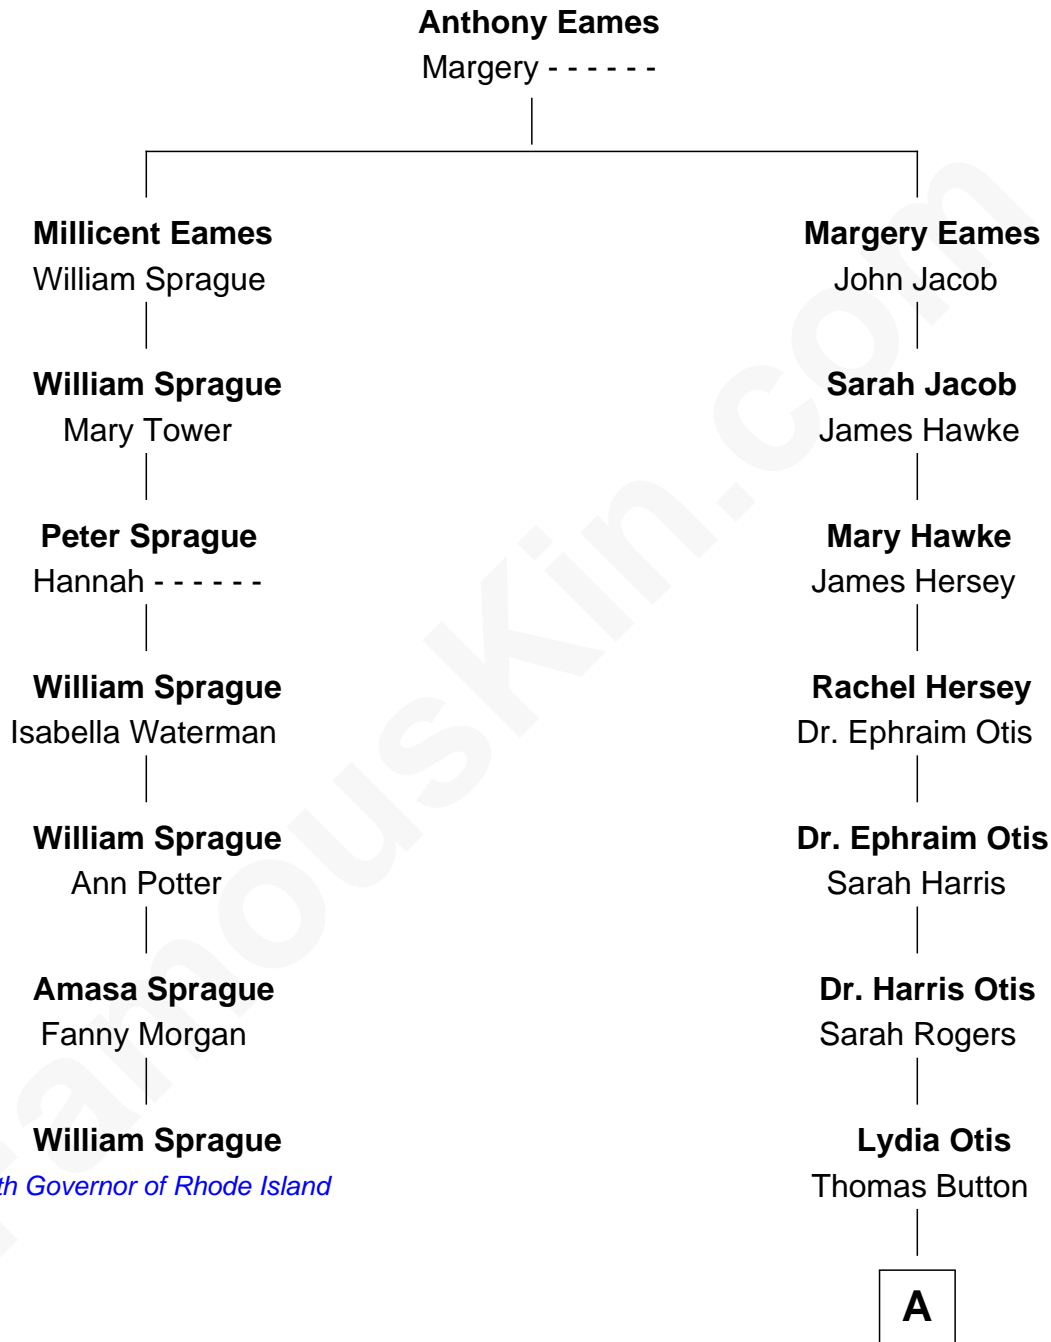 Anthony Eames
Margery - - - - - -
Millicent Eames
William Sprague
Margery Eames
John Jacob
William Sprague
Mary Tower
Sarah Jacob
James Hawke
Peter Sprague
Hannah - - - - - -
Mary Hawke
James Hersey
William Sprague
Isabella Waterman
Rachel Hersey
Dr. Ephraim Otis
William Sprague
Ann Potter
Dr. Ephraim Otis
Sarah Harris
Amasa Sprague
Fanny Morgan
Dr. Harris Otis
Sarah Rogers
William Sprague
th Governor of Rhode Island
Lydia Otis
Thomas Button
A
FamousKin.com